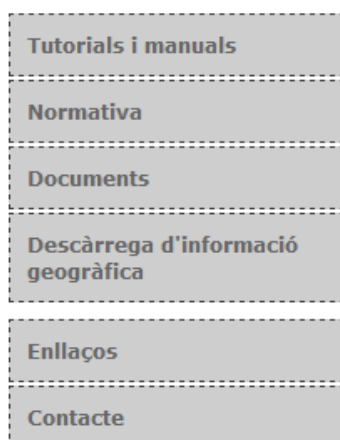 Tutorials i manuals
Normativa
Documents
Descàrrega d'informació
geogràfica
Enllaços
Contacte